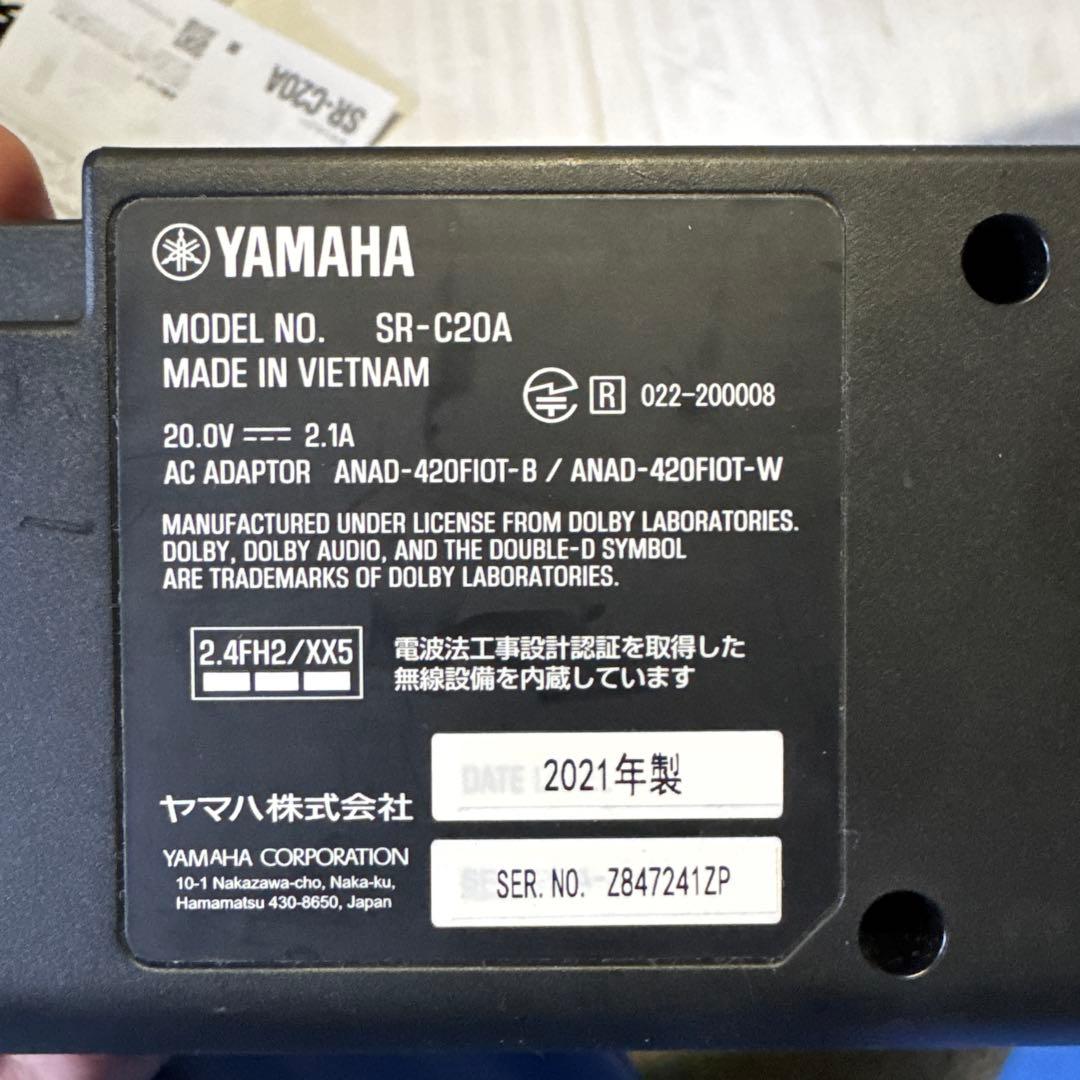 SR-C20A
YAMAHA
MODEL NO. SR-C20A
MADE IN VIETNAM
R 022-200008
20.0V 2.1A
AC ADAPTOR ANAD-420FIOT-B / ANAD-420FIOT-W
MANUFACTURED UNDER LICENSE FROM DOLBY LABORATORIES.
DOLBY, DOLBY AUDIO, AND THE DOUBLE-D SYMBOL
ARE TRADEMARKS OF DOLBY LABORATORIES.
2.4FH2/XX5
電波法工事設計認証を取得した
無線設備を内蔵しています
2021年製
ヤマハ株式会社
YAMAHA CORPORATION
10-1 Nakazawa-cho, Naka-ku,
Hamamatsu 430-8650, Japan
SER. NO. Z847241ZP